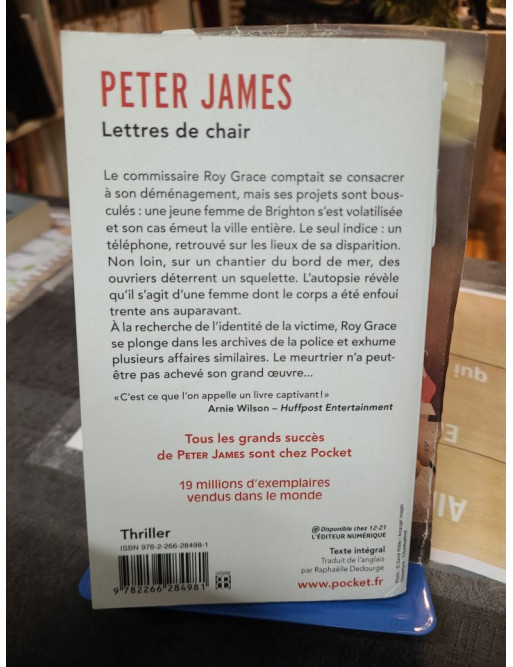 PETER JAMES
Lettres de chair
Le commissaire Roy Grace comptait se consacrer
à son déménagement, mais ses projets sont bous-
culés : une jeune femme de Brighton s'est volatilisée
et son cas émeut la ville entière. Le seul indice : un
téléphone, retrouvé sur les lieux de sa disparition.
Non loin, sur un chantier du bord de mer, des
ouvriers déterrent un squelette. L'autopsie révèle
qu'il s'agit d'une femme dont le corps a été enfoui
trente ans auparavant.
À la recherche de l'identité de la victime, Roy Grace
se plonge dans les archives de la police et exhume
plusieurs affaires similaires. Le meurtrier n'a peut-
être pas achevé son grand œuvre...
« C'est ce que l'on appelle un livre captivant ! »
Arnie Wilson – Huffpost Entertainment
Tous les grands succès
de PETER JAMES sont chez Pocket
19 millions d'exemplaires
vendus dans le monde
Thriller
ISBN 978-2-266-28498-1
9 782266 284981
@ Disponible chez 12-21
L'ÉDITEUR NUMÉRIQUE
Texte intégral
Traduit de l'anglais
par Raphaëlle Dedourge
www.pocket.fr
qui